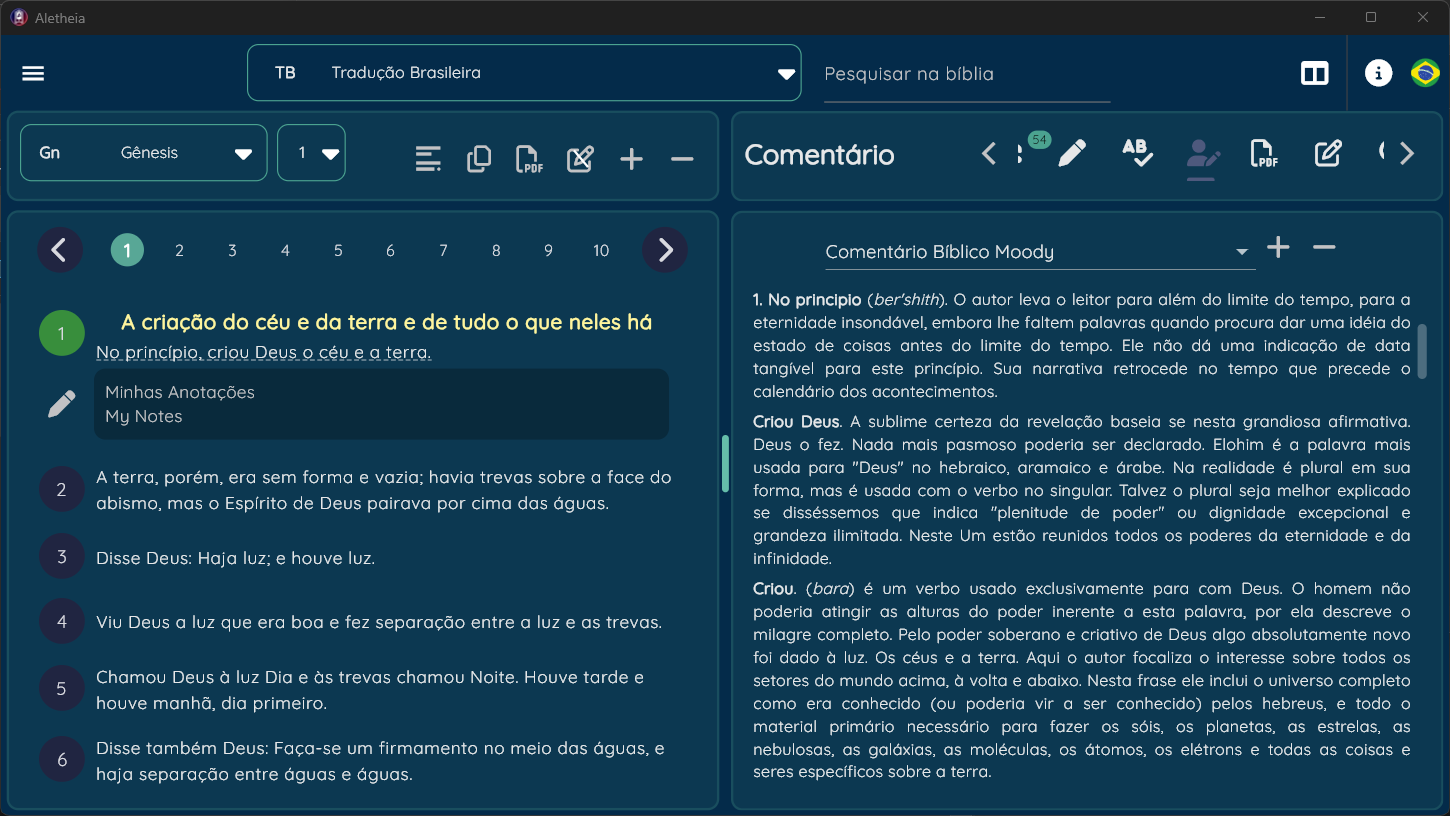 Aletheia
TB Tradução Brasileira
Pesquisar na bíblia
Gn Gênesis 1
PDF
1 2 3 4 5 6 7 8 9 10
1 A criação do céu e da terra e de tudo o que neles há
No princípio, criou Deus o céu e a terra.
Minhas Anotações
My Notes
2 A terra, porém, era sem forma e vazia; havia trevas sobre a face do
abismo, mas o Espírito de Deus pairava por cima das águas.
3 Disse Deus: Haja luz; e houve luz.
4 Viu Deus a luz que era boa e fez separação entre a luz e as trevas.
5 Chamou Deus à luz Dia e às trevas chamou Noite. Houve tarde e
houve manhã, dia primeiro.
6 Disse também Deus: Faça-se um firmamento no meio das águas, e
haja separação entre águas e águas.
Comentário
54
AB
PDF
Comentário Bíblico Moody
1. No principio (ber'shith). O autor leva o leitor para além do limite do tempo, para a
eternidade insondável, embora lhe faltem palavras quando procura dar uma idéia do
estado de coisas antes do limite do tempo. Ele não dá uma indicação de data
tangível para este princípio. Sua narrativa retrocede no tempo que precede o
calendário dos acontecimentos.
Criou Deus. A sublime certeza da revelação baseia se nesta grandiosa afirmativa.
Deus o fez. Nada mais pasmoso poderia ser declarado. Elohim é a palavra mais
usada para "Deus" no hebraico, aramaico e árabe. Na realidade é plural em sua
forma, mas é usada com o verbo no singular. Talvez o plural seja melhor explicado
se disséssemos que indica "plenitude de poder" ou dignidade excepcional e
grandeza ilimitada. Neste Um estão reunidos todos os poderes da eternidade e da
infinidade.
Criou. (bara) é um verbo usado exclusivamente para com Deus. O homem não
poderia atingir as alturas do poder inerente a esta palavra, por ela descreve o
milagre completo. Pelo poder soberano e criativo de Deus algo absolutamente novo
foi dado à luz. Os céus e a terra. Aqui o autor focaliza o interesse sobre todos os
setores do mundo acima, à volta e abaixo. Nesta frase ele inclui o universo completo
como era conhecido (ou poderia vir a ser conhecido) pelos hebreus, e todo o
material primário necessário para fazer os sóis, os planetas, as estrelas, as
nebulosas, as galáxias, as moléculas, os átomos, os elétrons e todas as coisas e
seres específicos sobre a terra.